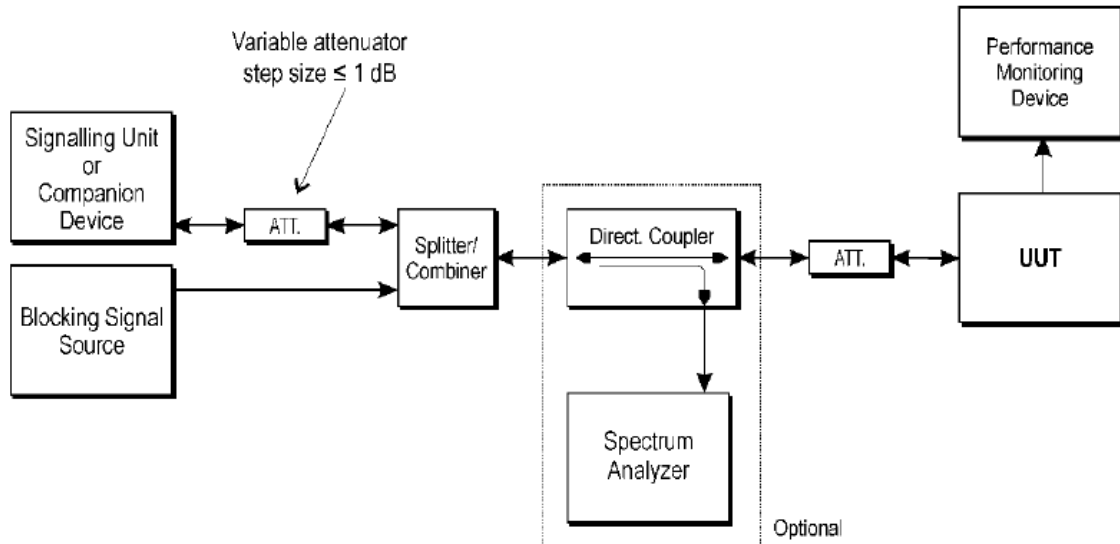 Variable attenuator
step size ≤ 1 dB
Performance
Monitoring
Device
Signalling Unit
or
Companion
Device
ATT.
Splitter/
Combiner
Direct. Coupler
ATT.
UUT
Blocking Signal
Source
Spectrum
Analyzer
Optional